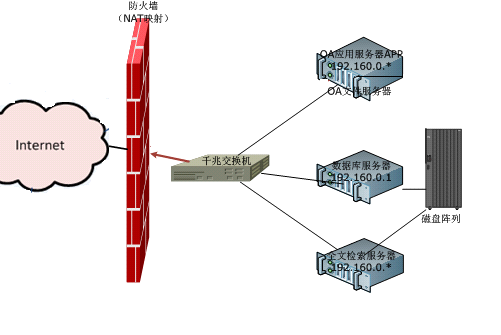 防火墙
（NAT映射）
Internet
千兆交换机
OA应用服务器APP
192.160.0.*
OA文件服务器
数据库服务器
192.160.0.1
磁盘阵列
全文检索服务器
192.160.0.*